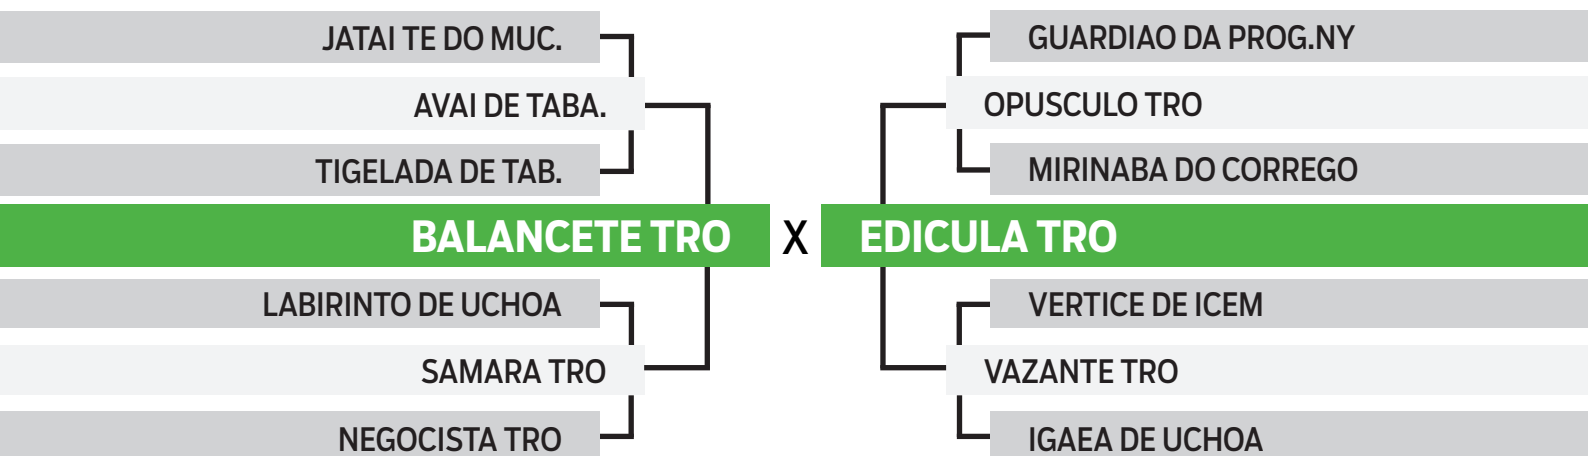 JATAI TE DO MUC.
AVAI DE TABA.
TIGELADA DE TAB.
BALANCETE TRO
LABIRINTO DE UCHOA
SAMARA TRO
NEGOCISTA TRO
X
GUARDIAO DA PROG.NY
OPUSCULO TRO
MIRINABA DO CORREGO
EDICULA TRO
VERTICE DE ICEM
VAZANTE TRO
IGAEA DE UCHOA